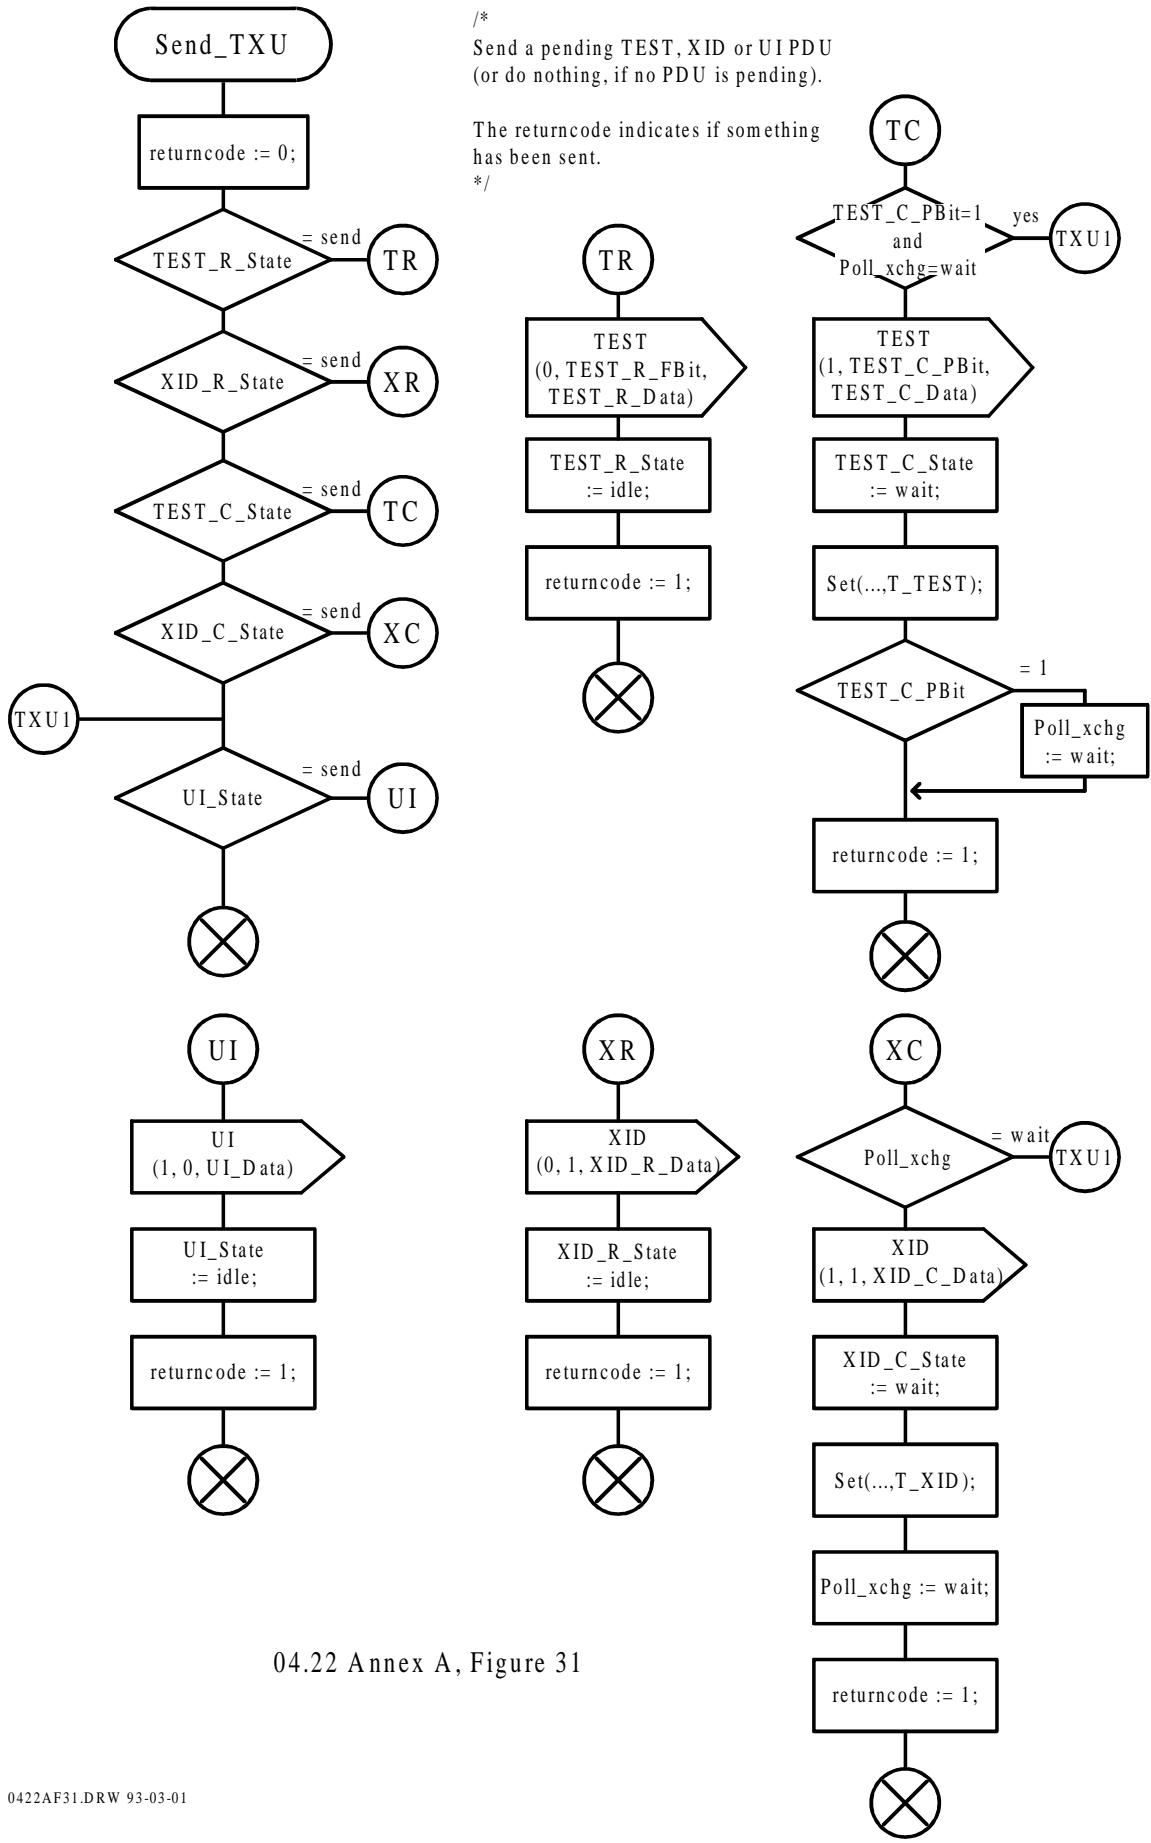 Send_TXU
/*
Send a pending TEST, XID or UI PDU
(or do nothing, if no PDU is pending).
The returncode indicates if something
has been sent.
*/
returncode := 0;
TEST_R_State
= send
TR
XID_R_State
= send
XR
TEST_C_State
= send
TC
XID_C_State
= send
XC
TXU1
UI_State
= send
UI
TR
TEST
(0, TEST_R_FBit,
TEST_R_Data)
TEST_R_State
:= idle;
returncode := 1;
TC
TEST_C_PBit=1
and
Poll_xchg=wait
yes
TXU1
TEST
(1, TEST_C_PBit,
TEST_C_Data)
TEST_C_State
:= wait;
Set(...,T_TEST);
TEST_C_PBit
= 1
Poll_xchg
:= wait;
returncode := 1;
UI
UI
(1, 0, UI_Data)
UI_State
:= idle;
returncode := 1;
XR
XID
(0, 1, XID_R_Data)
XID_R_State
:= idle;
returncode := 1;
XC
Poll_xchg
= wait
TXU1
XID
(1, 1, XID_C_Data)
XID_C_State
:= wait;
Set(...,T_XID);
Poll_xchg := wait;
returncode := 1;
04.22 Annex A, Figure 31
0422AF31.DRW 93-03-01